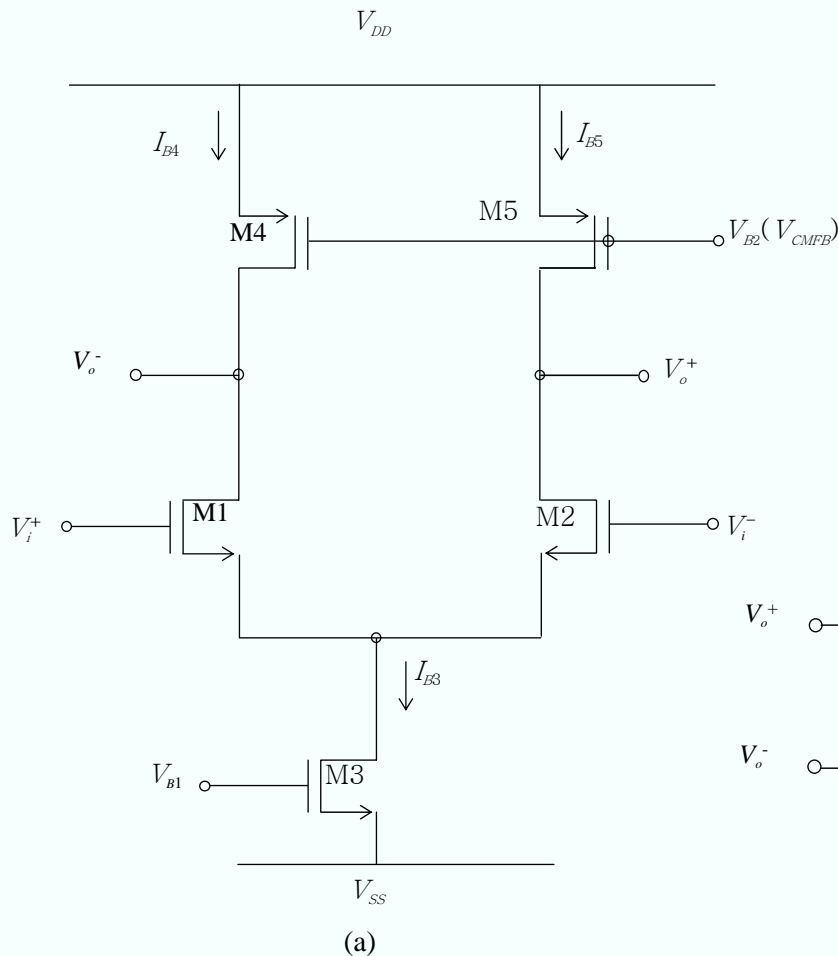 V_DD
I_B4
I_B5
M4
M5
V_B2(V_CMFB)
V_o^-
V_o^+
V_i^+
M1
M2
V_i^-
V_o^+
I_B3
V_o^-
V_B1
M3
V_SS
(a)